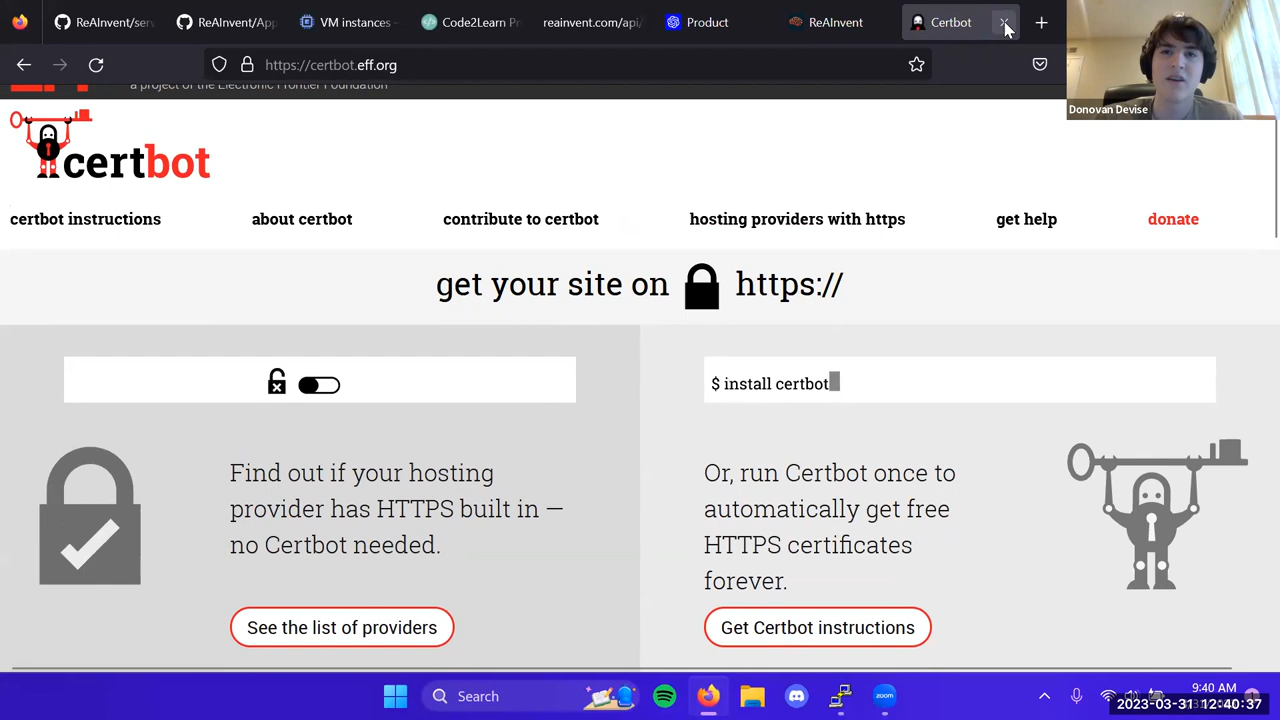 ReAInvent/ser
ReAInvent/App
VM instances
Code2Learn Pr
reainvent.com/api/
Product
ReAInvent
Certbot
https://certbot.eff.org
Donovan Devise
a project of the Electronic Frontier Foundation
certbot
certbot instructions
about certbot
contribute to certbot
hosting providers with https
get help
donate
get your site on https://
$ install certbot
Find out if your hosting
provider has HTTPS built in —
no Certbot needed.
See the list of providers
Or, run Certbot once to
automatically get free
HTTPS certificates
forever.
Get Certbot instructions
Search
zoom
9:40 AM
2023-03-31 12:40:37